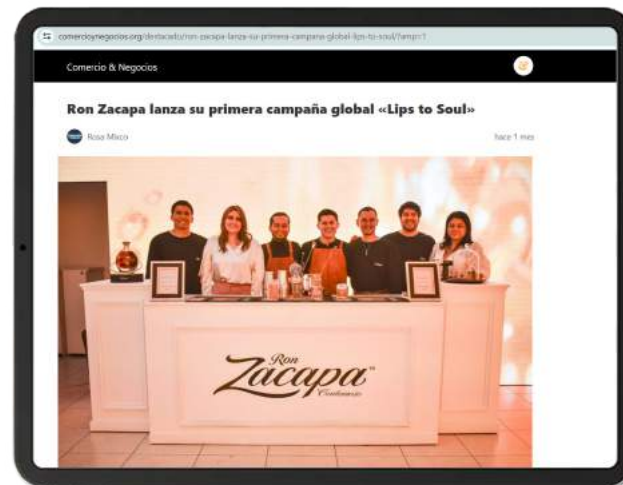 comercioynegocios.org/destacado/ron-zacapa-lanza-su-primera-campana-global-lips-to-soul/?amp=1
Comercio & Negocios
Ron Zacapa lanza su primera campaña global «Lips to Soul»
Rosa Mixco
hace 1 mes
Ron
Zacapa
Centenario